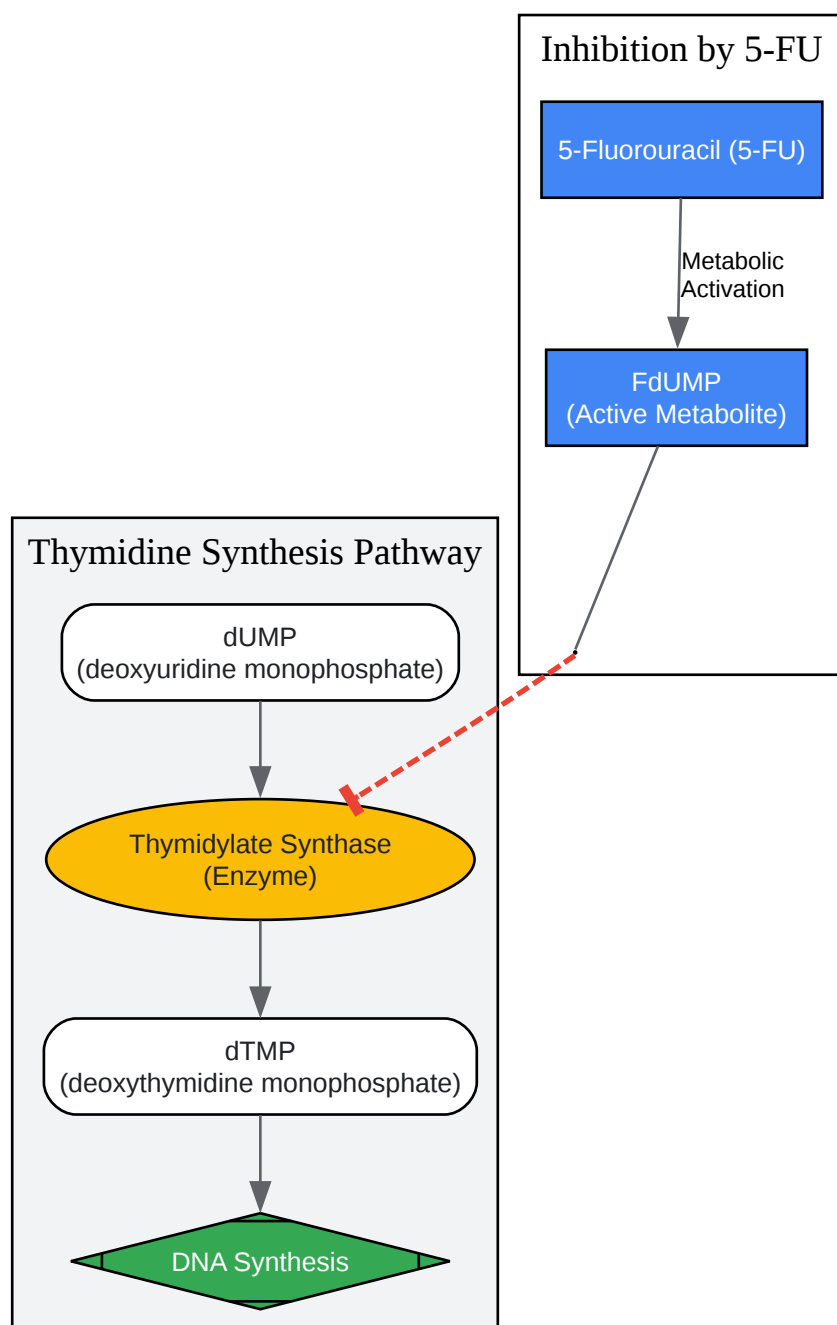 Inhibition by 5-FU
5-Fluorouracil (5-FU)
Metabolic
Activation
FdUMP
(Active Metabolite)
Thymidine Synthesis Pathway
dUMP
(deoxyuridine monophosphate)
Thymidylate Synthase
(Enzyme)
dTMP
(deoxythymidine monophosphate)
DNA Synthesis